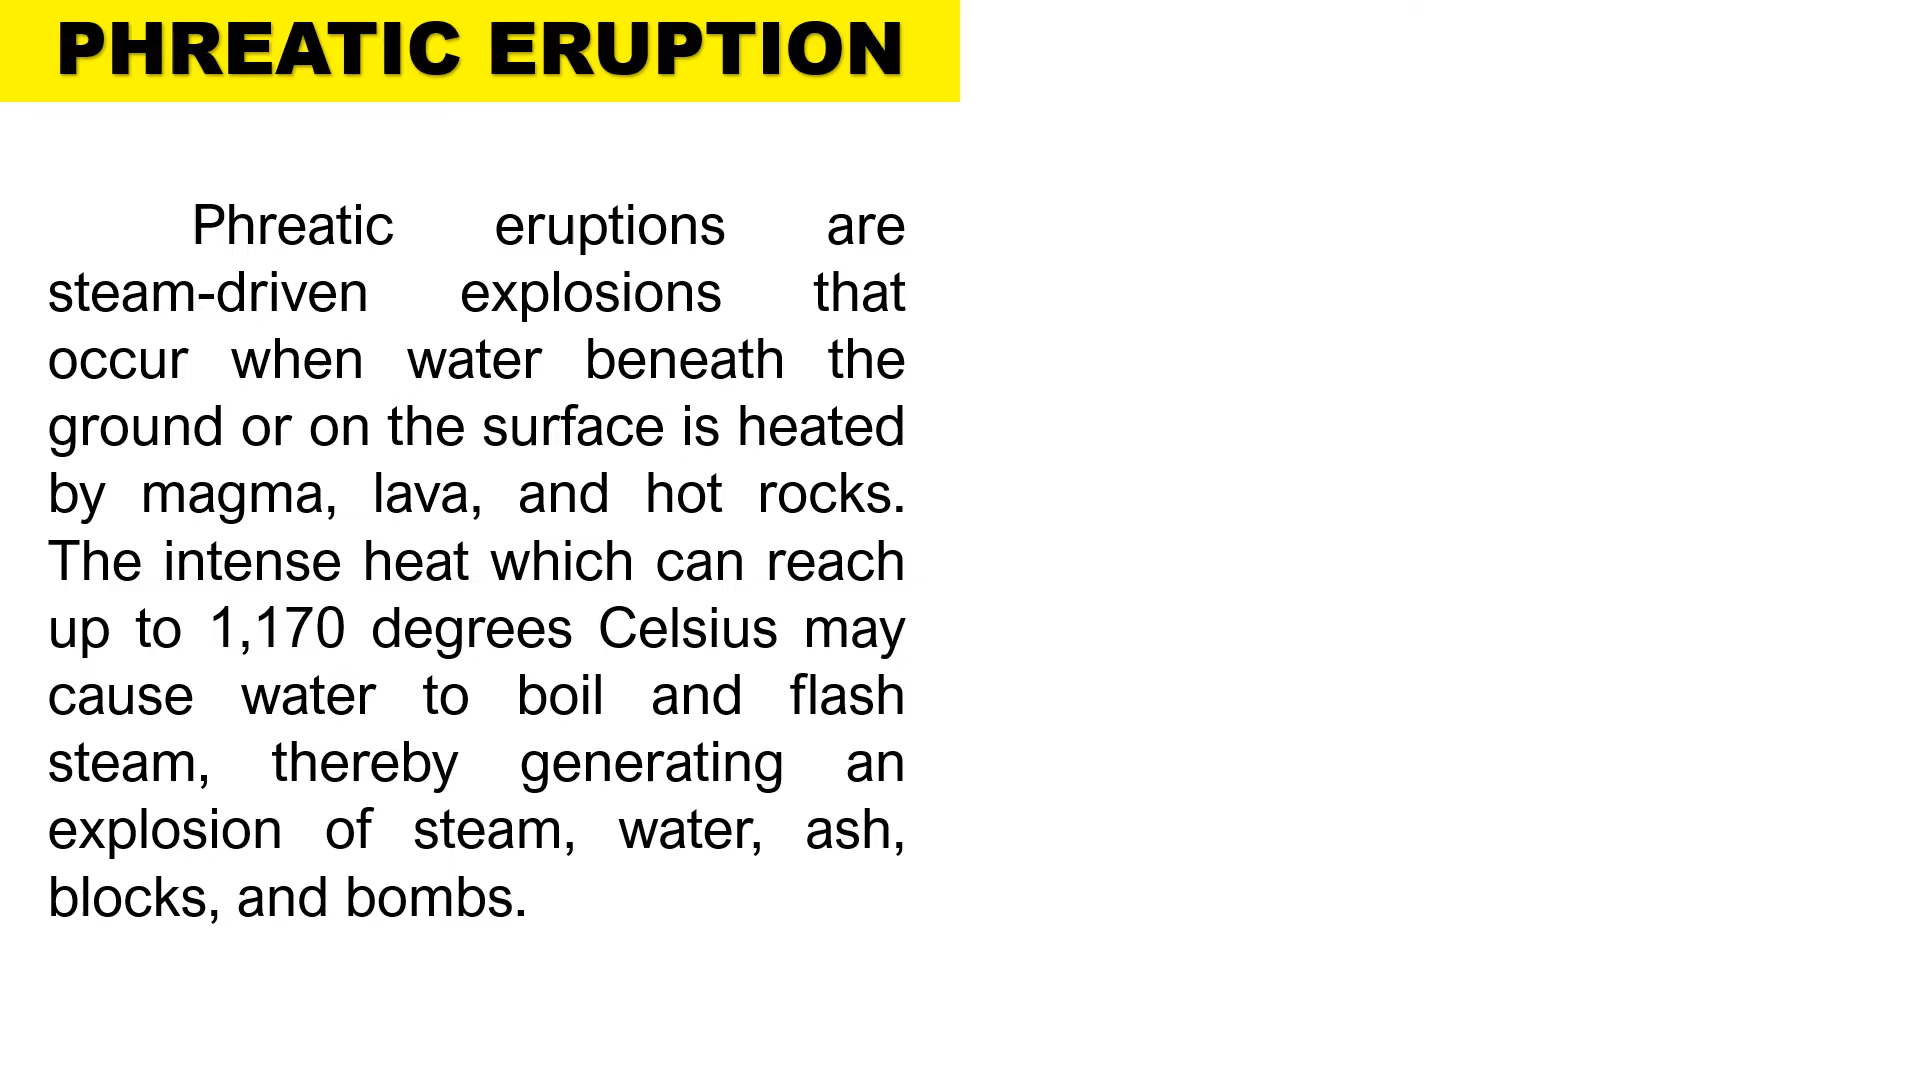 PHREATIC ERUPTION
Phreatic eruptions are
steam-driven explosions that
occur when water beneath the
ground or on the surface is heated
by magma, lava, and hot rocks.
The intense heat which can reach
up to 1,170 degrees Celsius may
cause water to boil and flash
steam, thereby generating an
explosion of steam, water, ash,
blocks, and bombs.